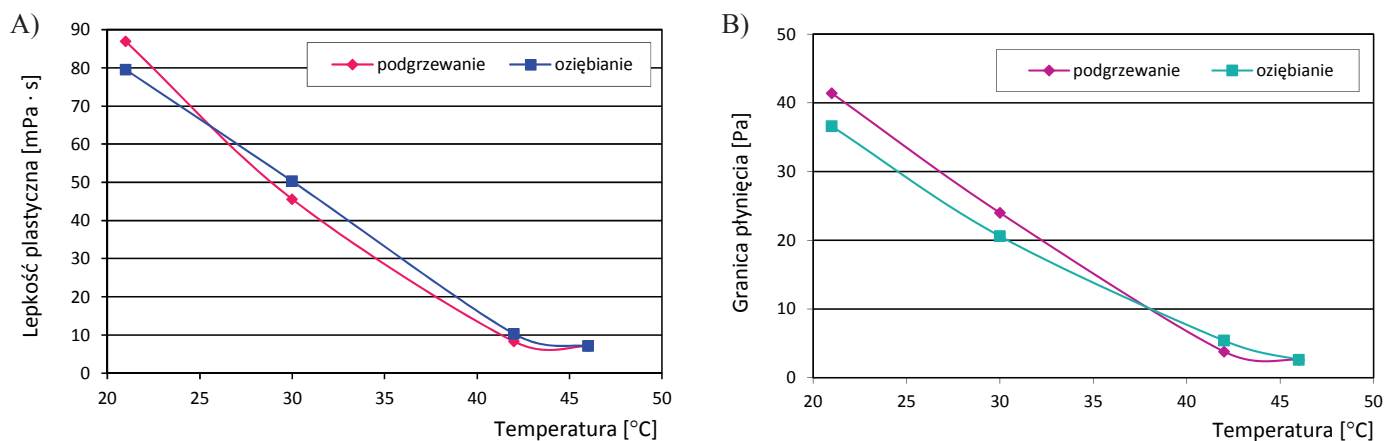 A)
Lepkość plastyczna [mPa · s]
90
80
70
60
50
40
30
20
10
0
podgrzewanie oziębianie
20 25 30 35 40 45 50
Temperatura [°C]
B)
Granica płynięcia [Pa]
50
40
30
20
10
0
podgrzewanie oziębianie
20 25 30 35 40 45 50
Temperatura [°C]